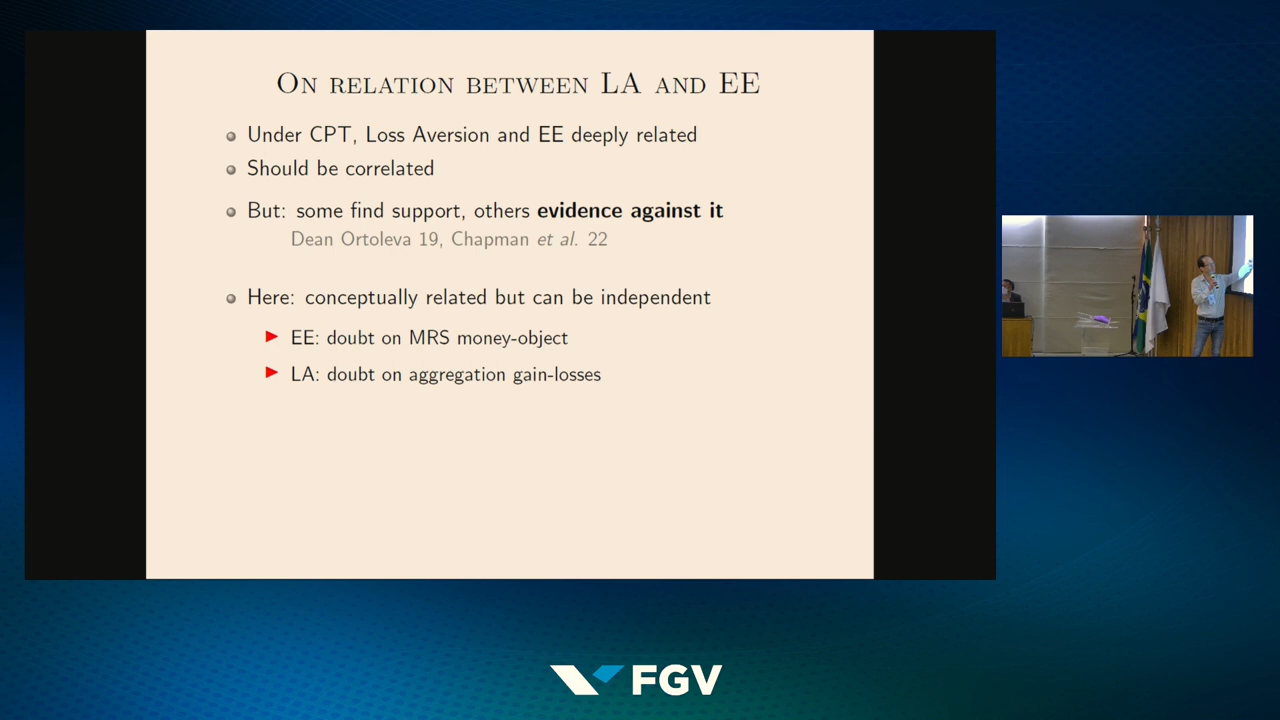 On relation between LA and EE
Under CPT, Loss Aversion and EE deeply related
Should be correlated
But: some find support, others evidence against it
Dean Ortoleva 19, Chapman et al. 22
Here: conceptually related but can be independent
EE: doubt on MRS money-object
LA: doubt on aggregation gain-losses
FGV